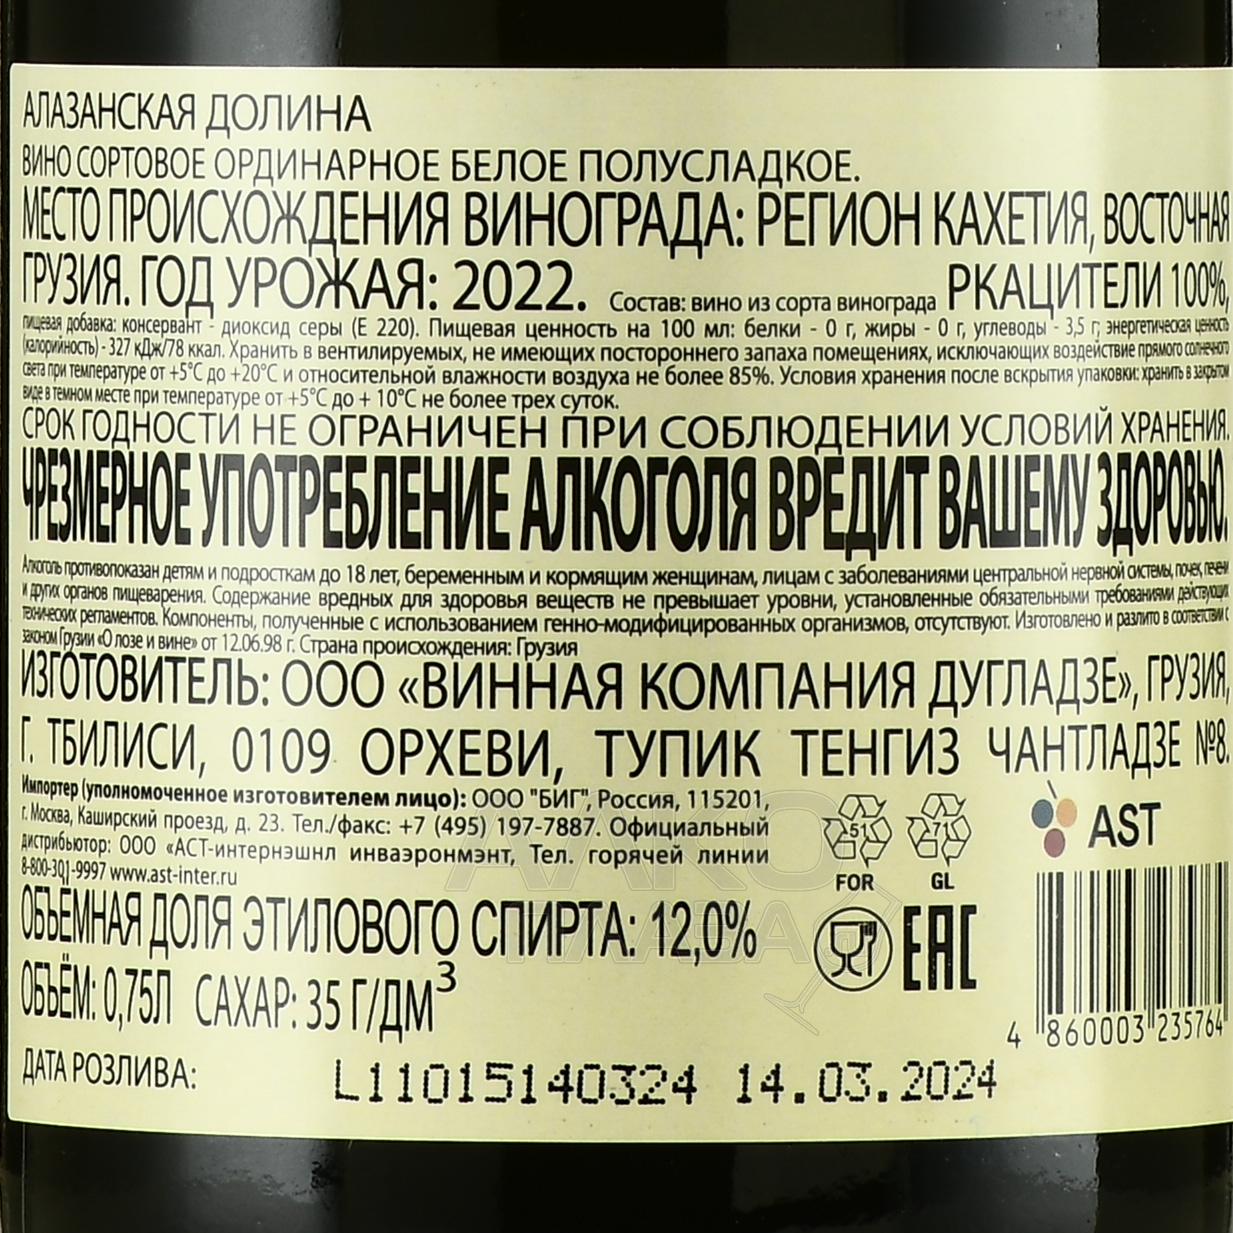 АЛАЗАНСКАЯ ДОЛИНА
ВИНО СОРТОВОЕ ОРДИНАРНОЕ БЕЛОЕ ПОЛУСЛАДКОЕ.
МЕСТО ПРОИСХОЖДЕНИЯ ВИНОГРАДА: РЕГИОН КАХЕТИЯ, ВОСТОЧНАЯ
ГРУЗИЯ. ГОД УРОЖАЯ: 2022. Состав: вино из сорта винограда РКАЦИТЕЛИ 100%,
пищевая добавка: консервант - диоксид серы (Е 220). Пищевая ценность на 100 мл: белки - 0 г, жиры - 0 г, углеводы - 3,5 г; энергетическая ценность
(калорийность) - 327 кДж/78 ккал. Хранить в вентилируемых, не имеющих постороннего запаха помещениях, исключающих воздействие прямого солнечного
света при температуре от +5°С до +20°С и относительной влажности воздуха не более 85%. Условия хранения после вскрытия упаковки: хранить в закрытом
виде в темном месте при температуре от +5°С до + 10°С не более трех суток.
СРОК ГОДНОСТИ НЕ ОГРАНИЧЕН ПРИ СОБЛЮДЕНИИ УСЛОВИЙ ХРАНЕНИЯ.
ЧРЕЗМЕРНОЕ УПОТРЕБЛЕНИЕ АЛКОГОЛЯ ВРЕДИТ ВАШЕМУ ЗДОРОВЬЮ.
Алкоголь противопоказан детям и подросткам до 18 лет, беременным и кормящим женщинам, лицам с заболеваниями центральной нервной системы, почек, печени
и других органов пищеварения. Содержание вредных для здоровья веществ не превышает уровни, установленные обязательными требованиями действующих
технических регламентов. Компоненты, полученные с использованием генно-модифицированных организмов, отсутствуют. Изготовлено и разлито в соответствии с
законом Грузии «О лозе и вине» от 12.06.98 г. Страна происхождения: Грузия
ИЗГОТОВИТЕЛЬ: ООО «ВИННАЯ КОМПАНИЯ ДУГЛАДЗЕ», ГРУЗИЯ,
Г. ТБИЛИСИ, 0109 ОРХЕВИ, ТУПИК ТЕНГИЗ ЧАНТЛАДЗЕ №8.
Импортер (уполномоченное изготовителем лицо): ООО "БИГ", Россия, 115201,
г. Москва, Каширский проезд, д. 23. Тел./факс: +7 (495) 197-7887. Официальный
дистрибьютор: ООО «АСТ-интернэшнл инваэронмэнт, Тел. горячей линии
8-800-301-9997 www.ast-inter.ru
51 71 AST
FOR GL
ОБЪЁМНАЯ ДОЛЯ ЭТИЛОВОГО СПИРТА: 12,0%
EAC
ОБЪЁМ: 0,75Л САХАР: 35 Г/ДМ³
4 860003 235764
ДАТА РОЗЛИВА: L11015140324 14.03.2024
АЛКО
ПЛАЗА